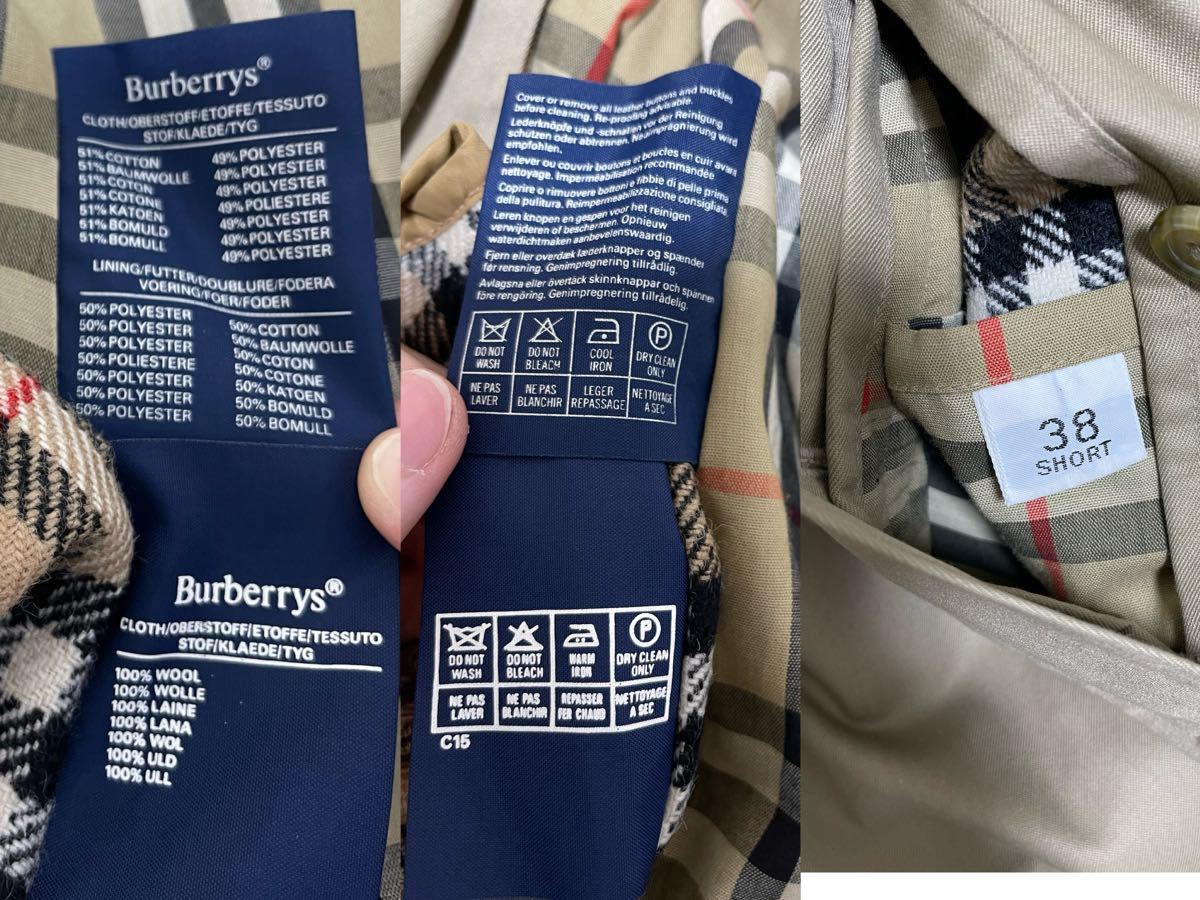 Burberrys®
CLOTH/OBERSTOFF/ETOFFE/TESSUTO
STOF/KLAEDE/TYG
51% COTTON 49% POLYESTER
51% BAUMWOLLE 49% POLYESTER
51% COTON 49% POLYESTER
51% COTONE 49% POLIESTERE
51% KATOEN 49% POLYESTER
51% BOMULD 49% POLYESTER
51% BOMULL 49% POLYESTER
LINING/FUTTER/DOUBLURE/FODERA
VOERING/FOER/FODER
50% POLYESTER 50% COTTON
50% POLYESTER 50% BAUMWOLLE
50% POLYESTER 50% COTON
50% POLIESTERE 50% COTONE
50% POLYESTER 50% KATOEN
50% POLYESTER 50% BOMULD
50% POLYESTER 50% BOMULL
Burberrys®
CLOTH/OBERSTOFF/ETOFFE/TESSUTO
STOF/KLAEDE/TYG
100% WOOL
100% WOLLE
100% LAINE
100% LANA
100% WOL
100% ULD
100% ULL
Cover or remove all leather buttons and buckles
before cleaning. Re-proofing advisable.
Lederknöpfe und -schnallen vor der Reinigung
schutzen oder abtrennen. Neuimprägnierung wird
empfohlen.
Enlever ou couvrir boutons et boucles en cuir avant
nettoyage. Imperméabilisation recommandée
Coprire o rimuovere bottoni e fibbie di pelle prima
della pulitura. Reimpermeabilizzazione consigliata.
Leren knopen en gespen voor het reinigen
verwijderen of beschermen. Opnieuw
waterdichtmaken aanbevelenswaardig.
Fjern eller overdæk læderknapper og spænder
før rensning. Genimpregnering tillrådlig.
Avlagsna eller övertäck skinnknappar och spännen
före rengöring. Genimpregnering tillrådelig.
DO NOT WASH
DO NOT BLEACH
COOL IRON
P
DRY CLEAN ONLY
NE PAS LAVER
NE PAS BLANCHIR
LEGER REPASSAGE
NETTOYAGE A SEC
DO NOT WASH
DO NOT BLEACH
WARM IRON
P
DRY CLEAN ONLY
NE PAS LAVER
NE PAS BLANCHIR
REPASSER FER CHAUD
NETTOYAGE A SEC
C15
38
SHORT